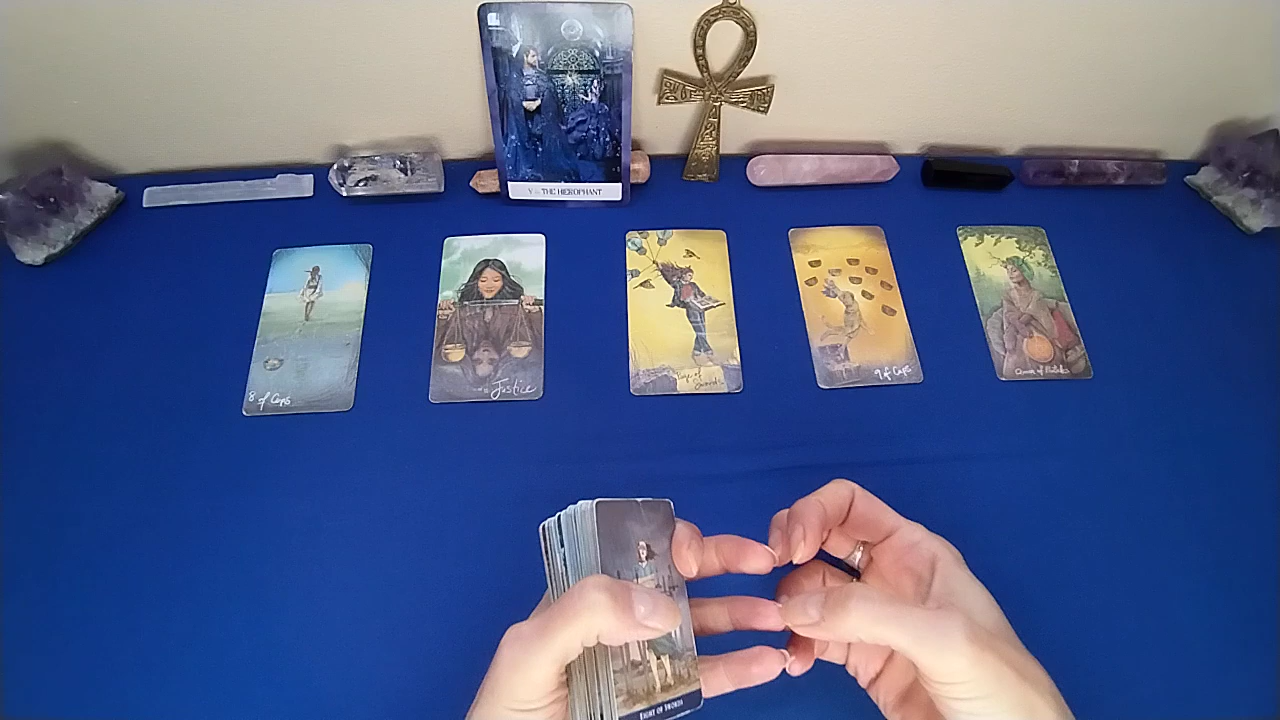 V THE HIEROPHANT
8 of Cups
Justice
Page of
Swords
9 of Cups
Queen of Pentacles
EIGHT OF SWORDS